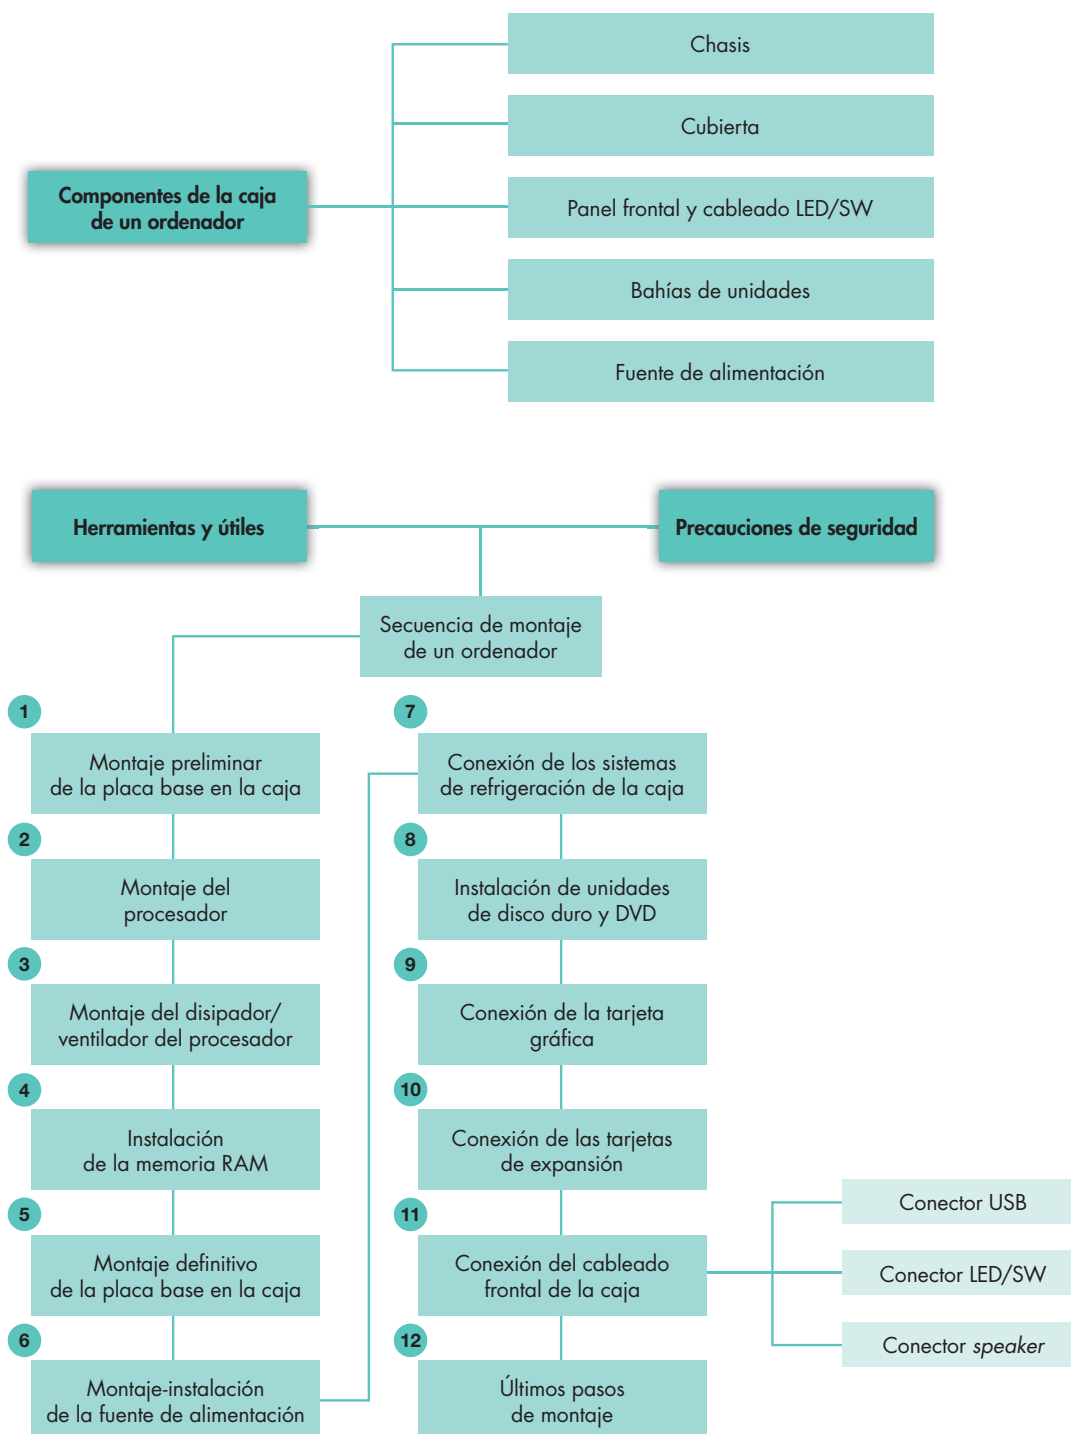 Chasis
Cubierta
Componentes de la caja
de un ordenador
Panel frontal y cableado LED/SW
Bahías de unidades
Fuente de alimentación
Herramientas y útiles
Precauciones de seguridad
Secuencia de montaje
de un ordenador
1
Montaje preliminar
de la placa base en la caja
2
Montaje del
procesador
3
Montaje del disipador/
ventilador del procesador
4
Instalación
de la memoria RAM
5
Montaje definitivo
de la placa base en la caja
6
Montaje-instalación
de la fuente de alimentación
7
Conexión de los sistemas
de refrigeración de la caja
8
Instalación de unidades
de disco duro y DVD
9
Conexión de la tarjeta
gráfica
10
Conexión de las tarjetas
de expansión
11
Conexión del cableado
frontal de la caja
Conector USB
Conector LED/SW
Conector speaker
12
Últimos pasos
de montaje